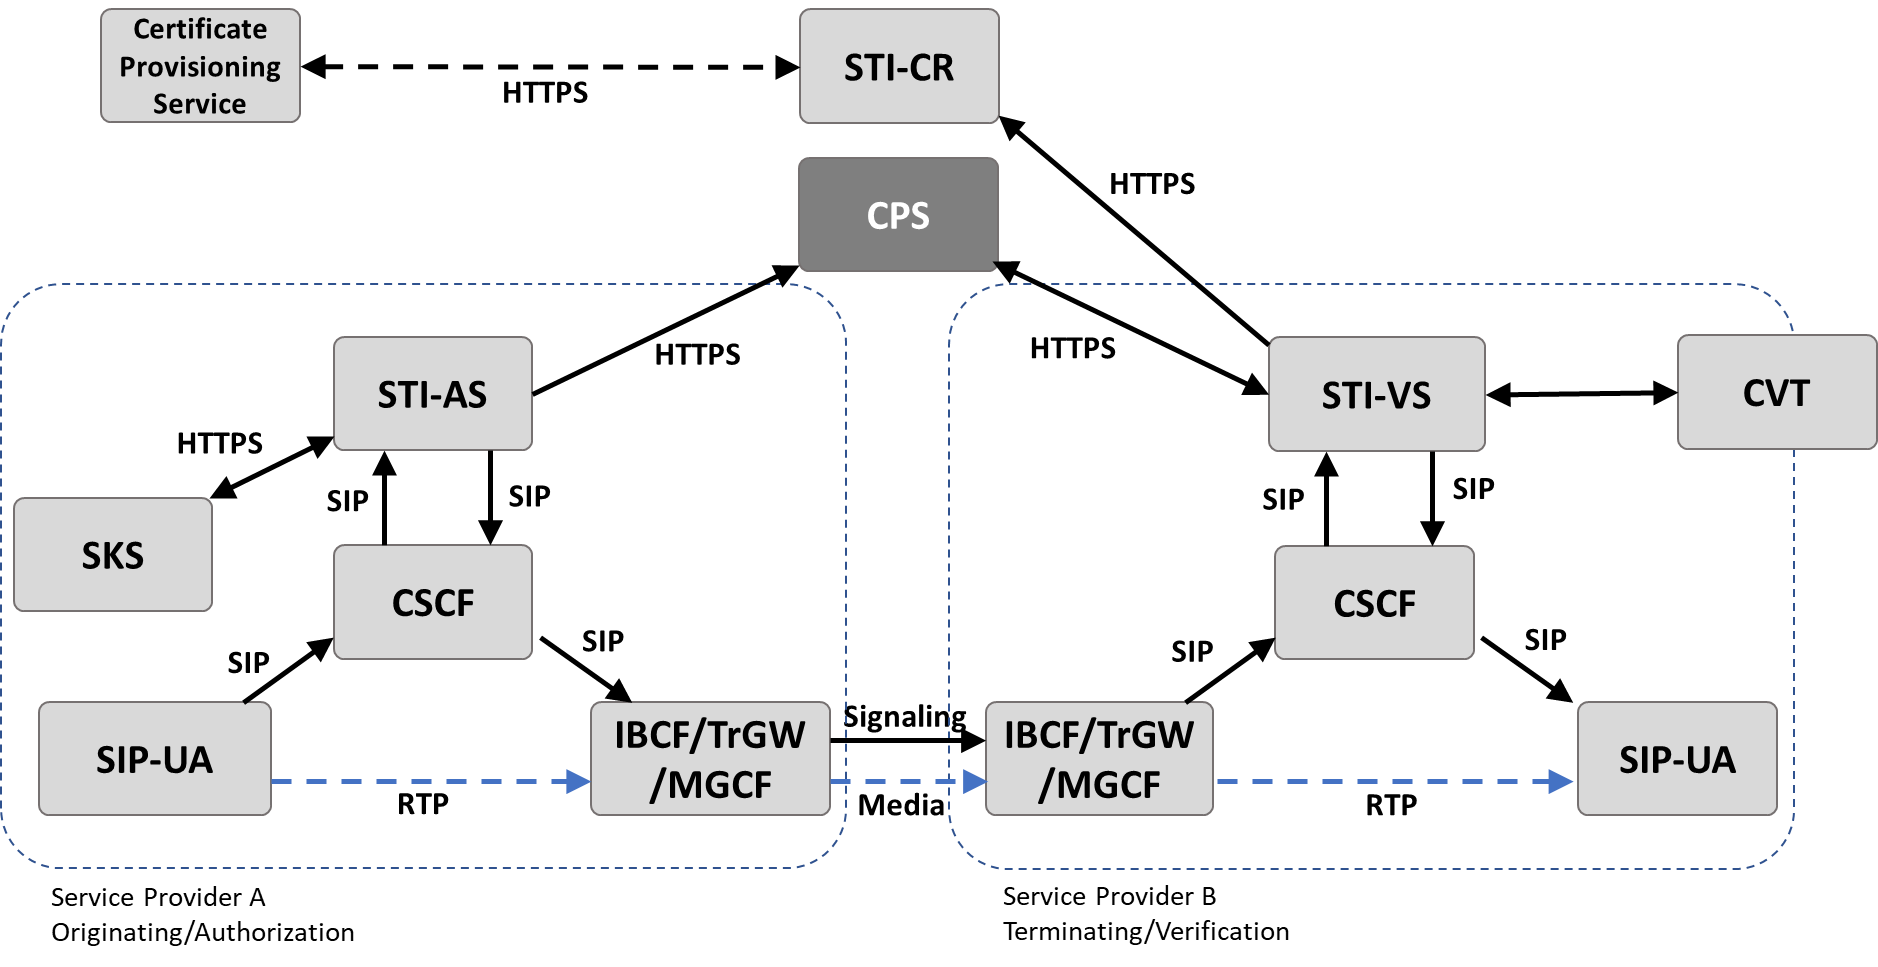 Certificate
Provisioning
Service
HTTPS
STI-CR
CPS
HTTPS
HTTPS
HTTPS
STI-AS
STI-VS
CVT
HTTPS
SIP
SIP
SIP
SIP
SKS
CSCF
CSCF
SIP
SIP
SIP
SIP
SIP-UA
RTP
IBCF/TrGW
/MGCF
Signaling
Media
IBCF/TrGW
/MGCF
RTP
SIP-UA
Service Provider A
Originating/Authorization
Service Provider B
Terminating/Verification